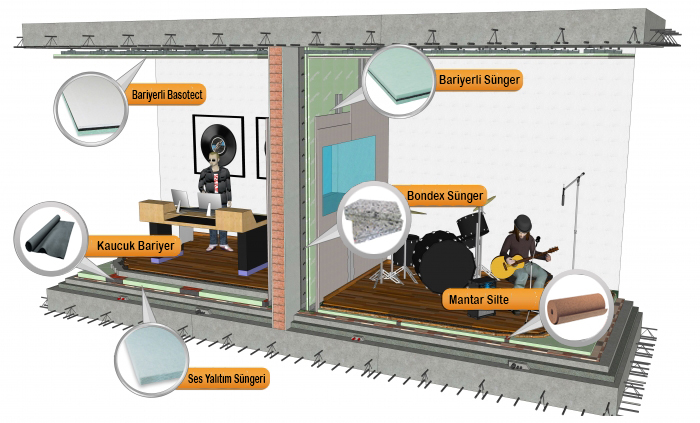 Bariyerli Sünger
Bariyerli Basotect
Bondex Sünger
Kaucuk Bariyer
Mantar Silte
Ses Yalıtım Süngeri